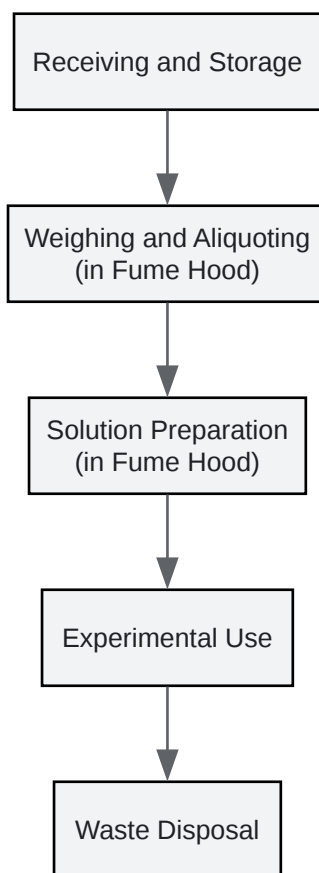 Receiving and Storage
Weighing and Aliquoting
(in Fume Hood)
Solution Preparation
(in Fume Hood)
Experimental Use
Waste Disposal